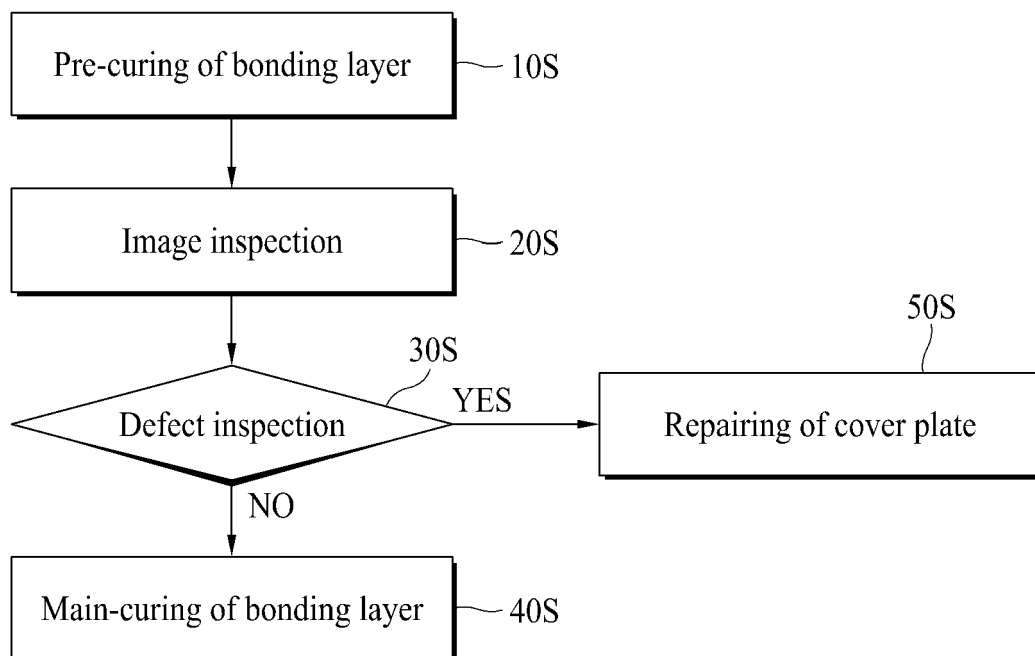 Pre-curing of bonding layer
10S
Image inspection
20S
50S
30S
Defect inspection
YES
Repairing of cover plate
NO
Main-curing of bonding layer
40S